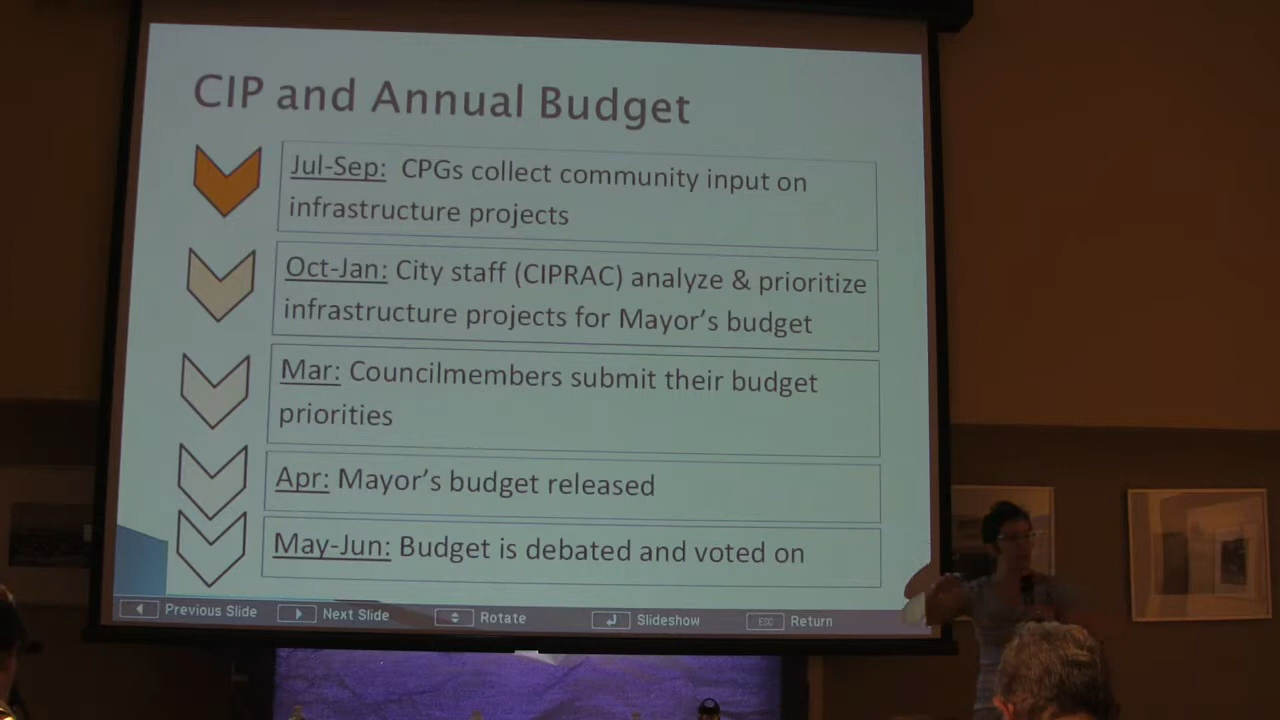 CIP and Annual Budget
Jul-Sep: CPGs collect community input on
infrastructure projects
Oct-Jan: City staff (CIPRAC) analyze & prioritize
infrastructure projects for Mayor's budget
Mar: Councilmembers submit their budget
priorities
Apr: Mayor's budget released
May-Jun: Budget is debated and voted on
Previous Slide Next Slide Rotate Slideshow ESC Return